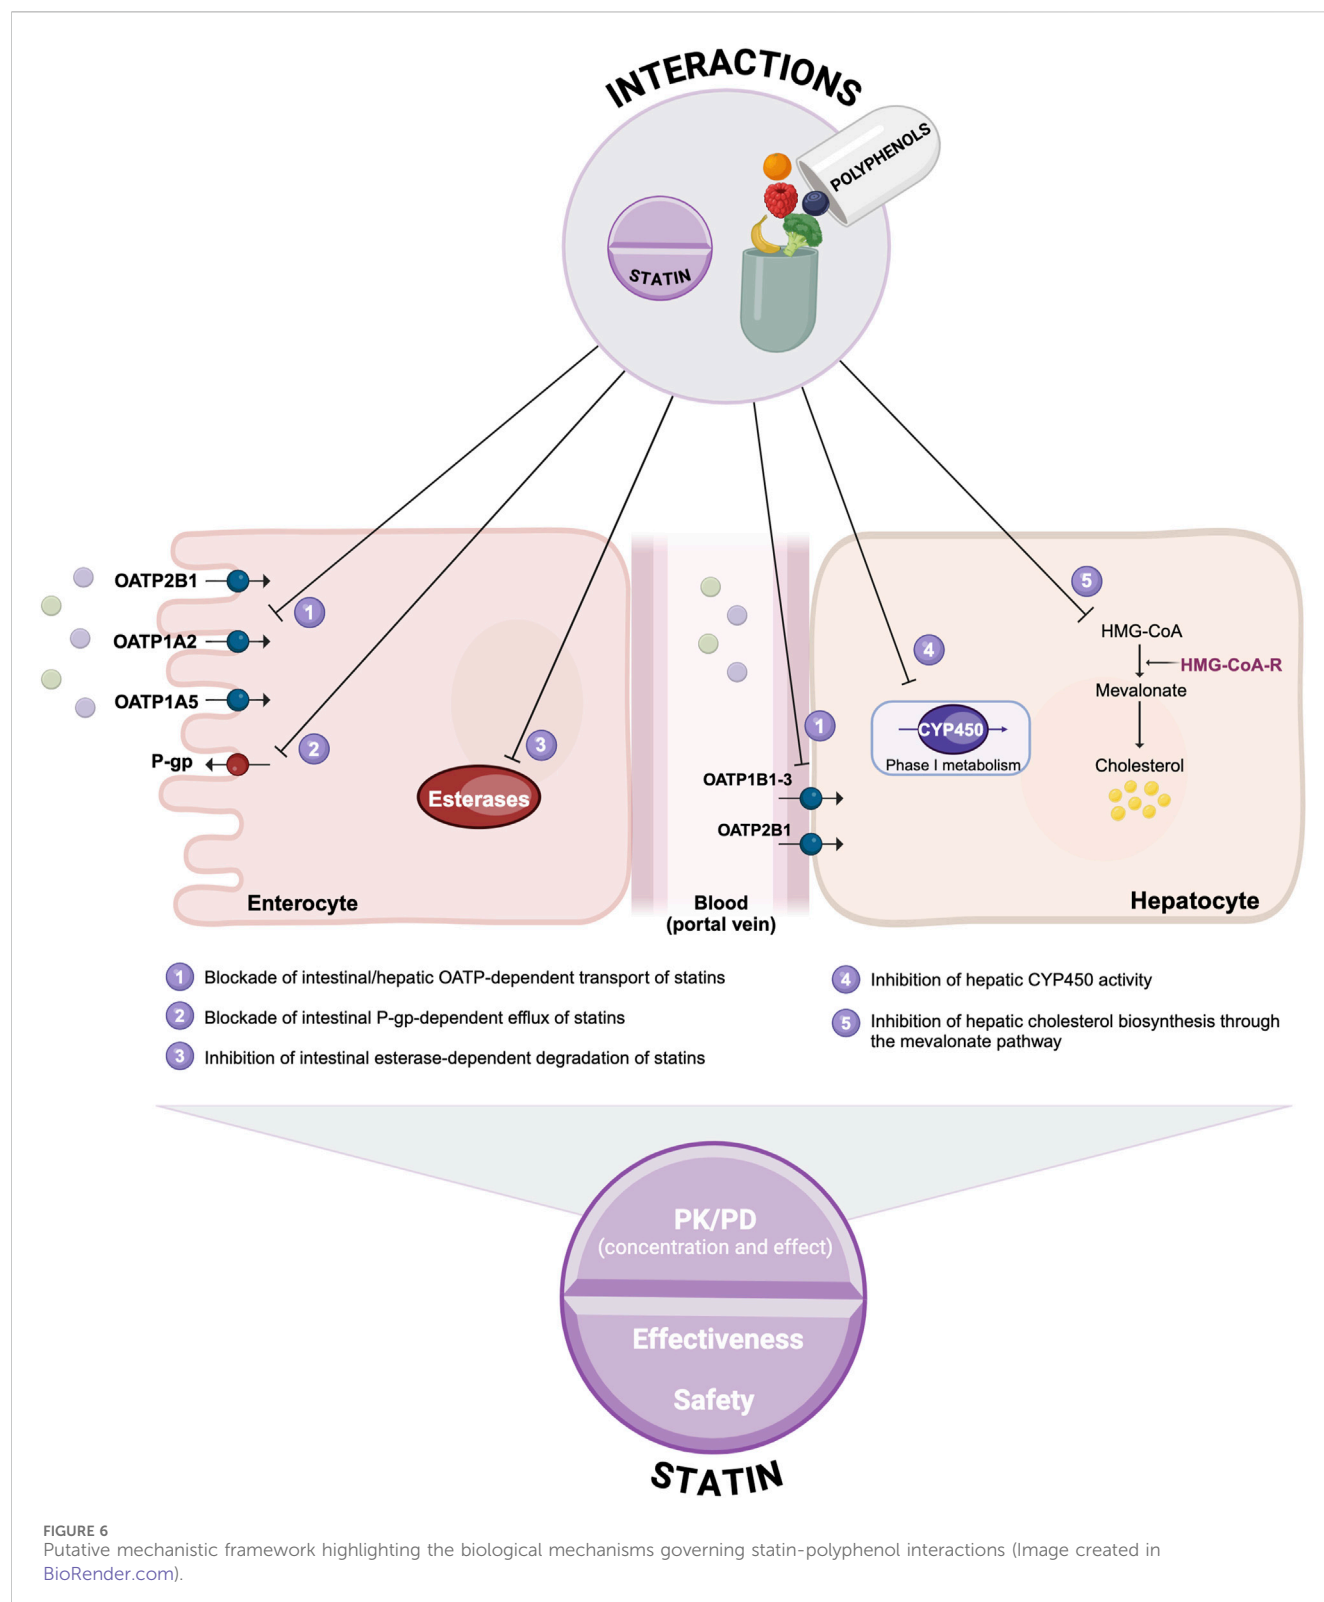 INTERACTIONS
POLYPHENOLS
STATIN
OATP2B1
1
OATP1A2
OATP1A5
P-gp
2
3
Esterases
Enterocyte
1
OATP1B1-3
OATP2B1
Blood
(portal vein)
4
CYP450
Phase I metabolism
5
HMG-CoA
HMG-CoA-R
Mevalonate
Cholesterol
Hepatocyte
1 Blockade of intestinal/hepatic OATP-dependent transport of statins
2 Blockade of intestinal P-gp-dependent efflux of statins
3 Inhibition of intestinal esterase-dependent degradation of statins
4 Inhibition of hepatic CYP450 activity
5 Inhibition of hepatic cholesterol biosynthesis through
the mevalonate pathway
PK/PD
(concentration and effect)
Effectiveness
Safety
STATIN
FIGURE 6
Putative mechanistic framework highlighting the biological mechanisms governing statin-polyphenol interactions (Image created in
BioRender.com).